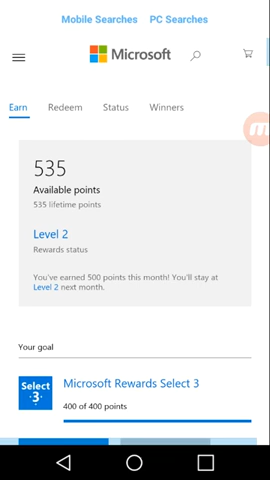 Mobile Searches PC Searches
Microsoft
Earn Redeem Status Winners
535
Available points
535 lifetime points
Level 2
Rewards status
You've earned 500 points this month! You'll stay at
Level 2 next month.
Your goal
Select
·3·
Microsoft Rewards Select 3
400 of 400 points